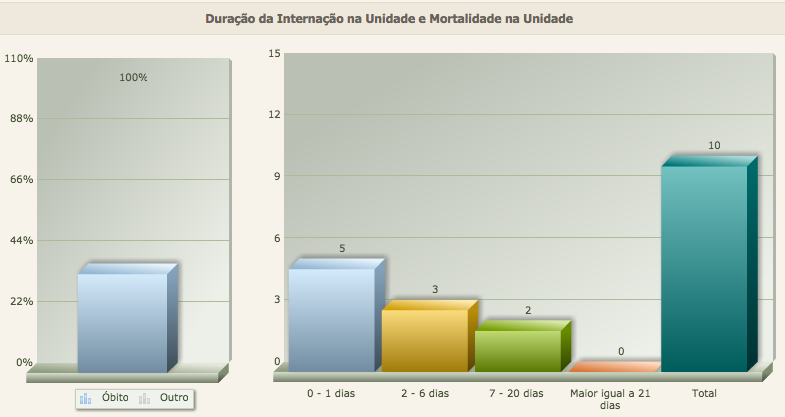 Duração da Internação na Unidade e Mortalidade na Unidade
110%
100%
88%
66%
44%
22%
0%
Óbito Outro
15
12
9
6
3
0
5
3
2
0
10
0 - 1 dias
2 - 6 dias
7 - 20 dias
Maior igual a 21
dias
Total